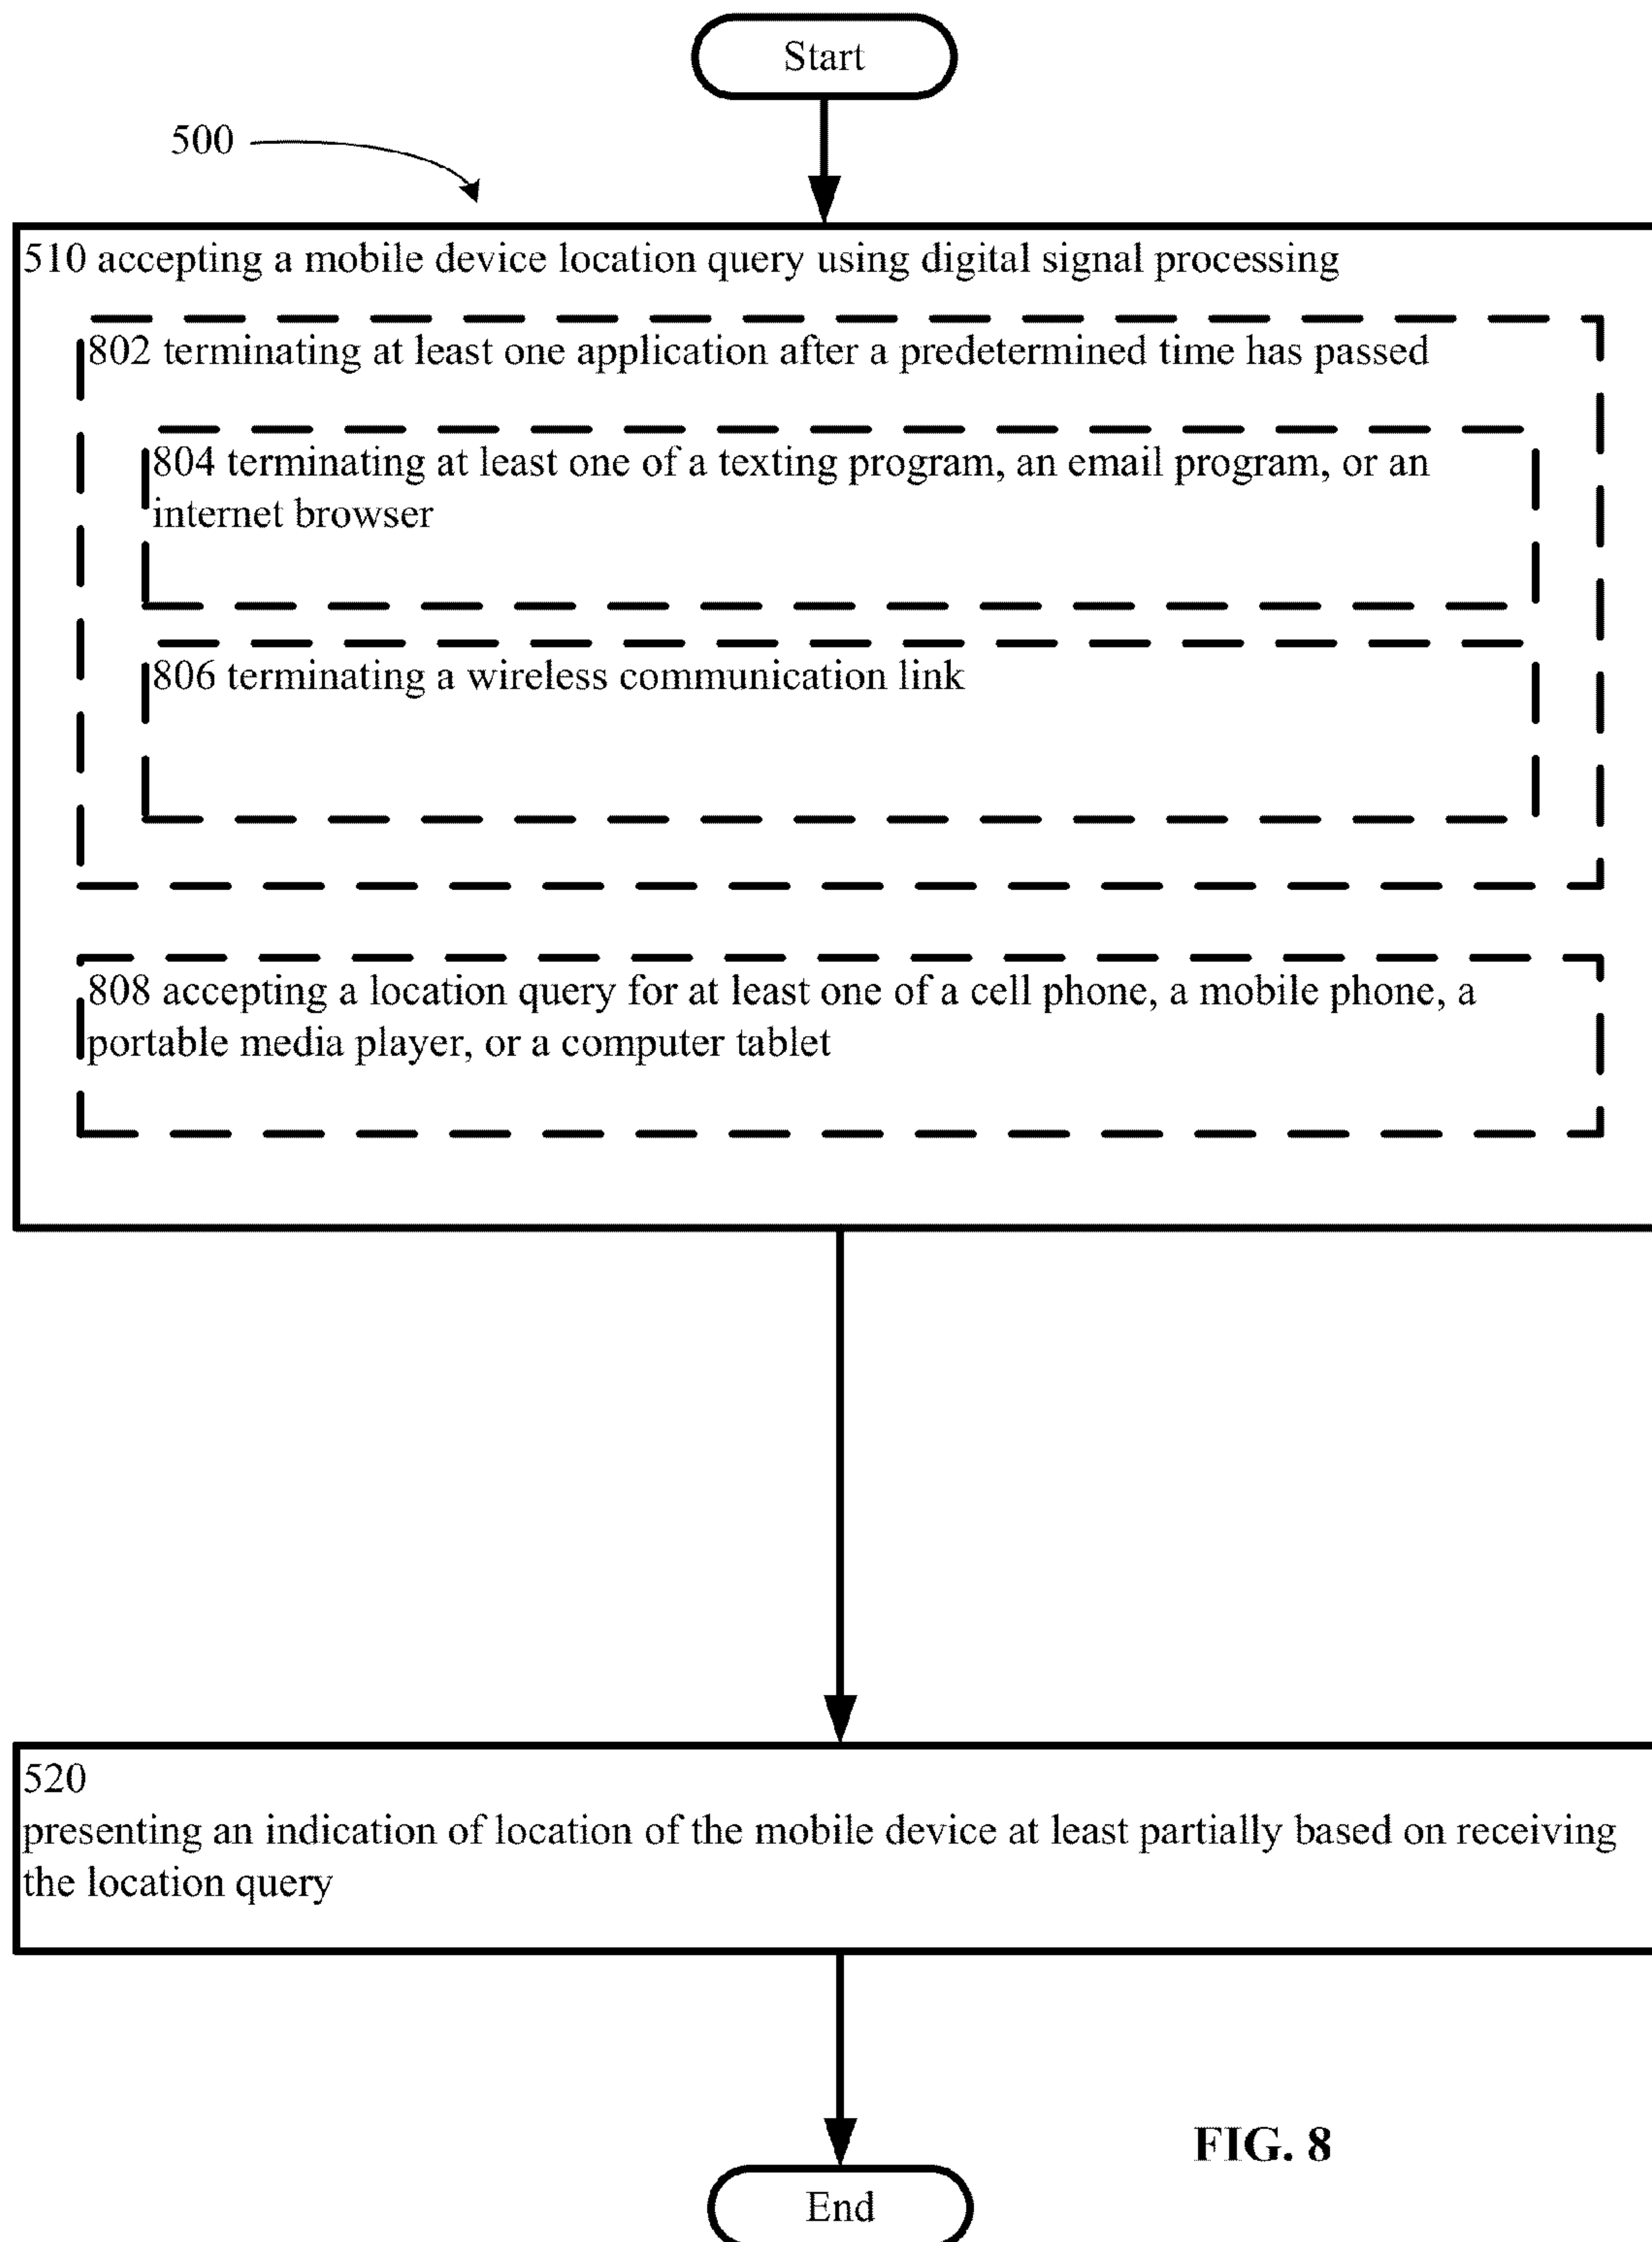 Start
500
510 accepting a mobile device location query using digital signal processing
802 terminating at least one application after a predetermined time has passed
804 terminating at least one of a texting program, an email program, or an
internet browser
806 terminating a wireless communication link
808 accepting a location query for at least one of a cell phone, a mobile phone, a
portable media player, or a computer tablet
520
presenting an indication of location of the mobile device at least partially based on receiving
the location query
FIG. 8
End